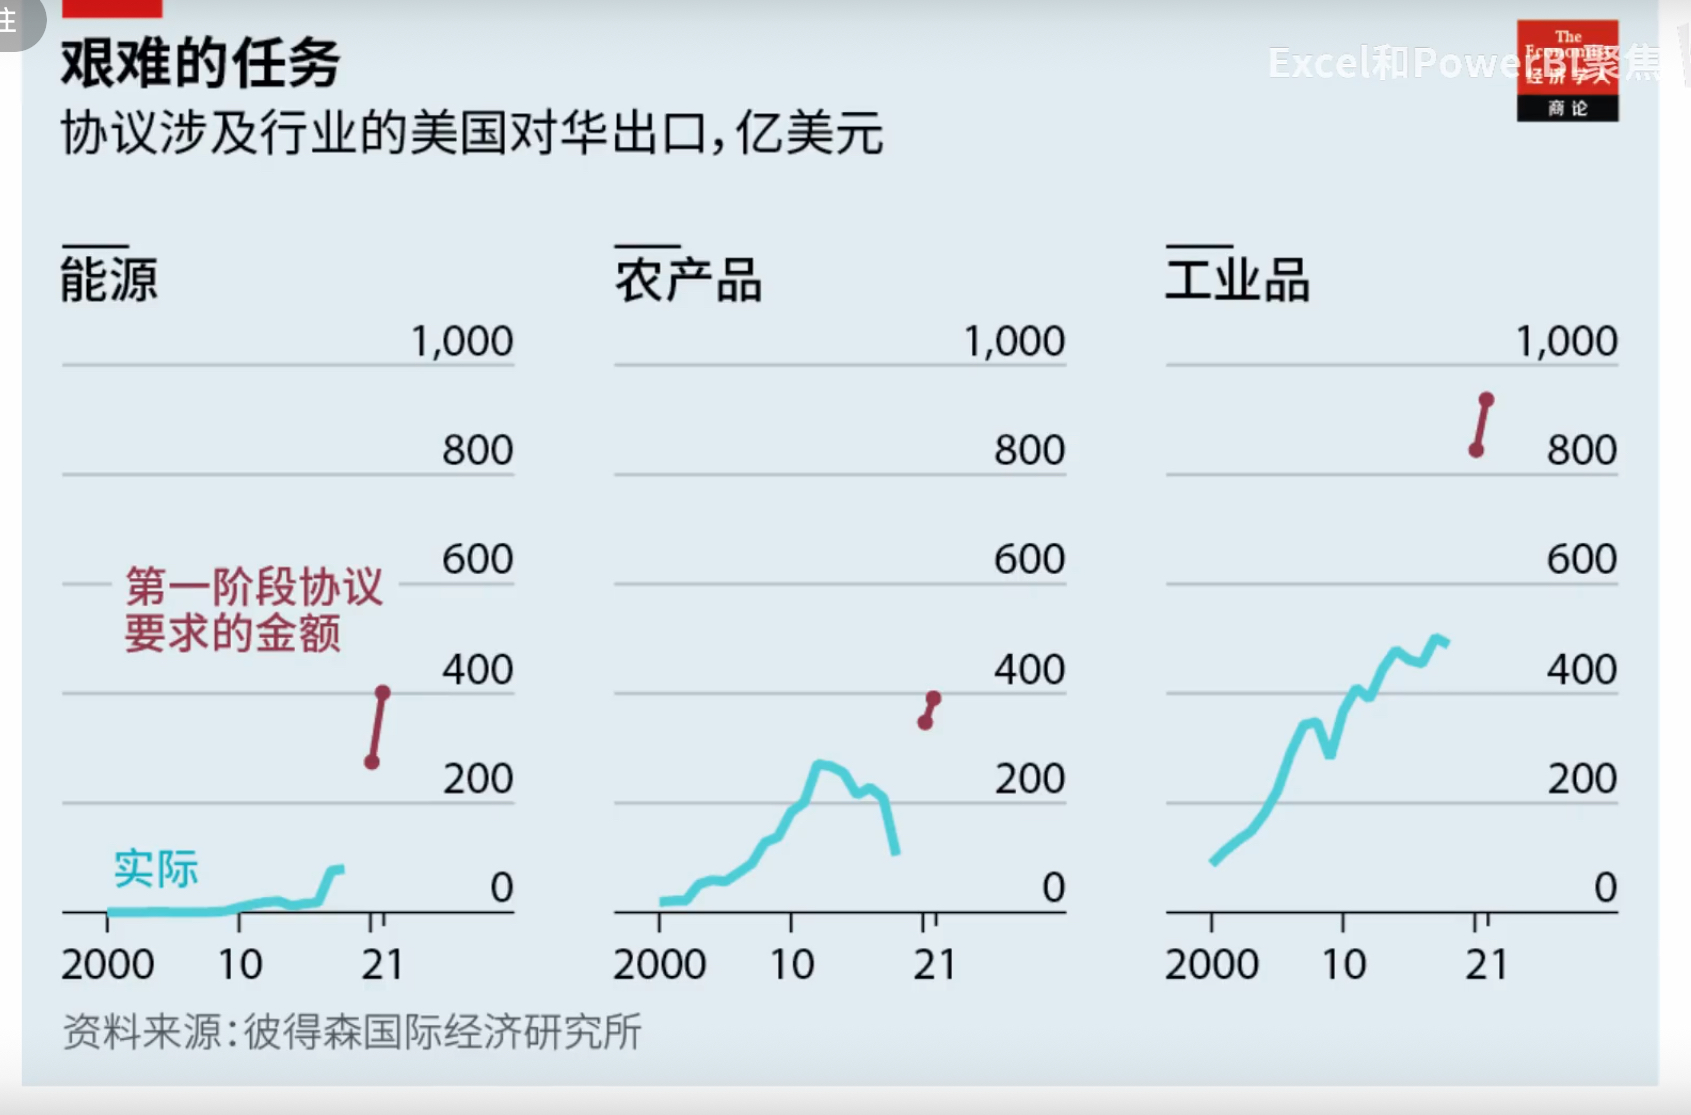 注
艰难的任务
协议涉及行业的美国对华出口，亿美元
Excel和PowerBI聚焦
The
Economist
经济学人
商论
能源
1,000
800
600
400
200
0
第一阶段协议
要求的金额
实际
2000 10 21
农产品
1,000
800
600
400
200
0
2000 10 21
工业品
1,000
800
600
400
200
0
2000 10 21
资料来源：彼得森国际经济研究所